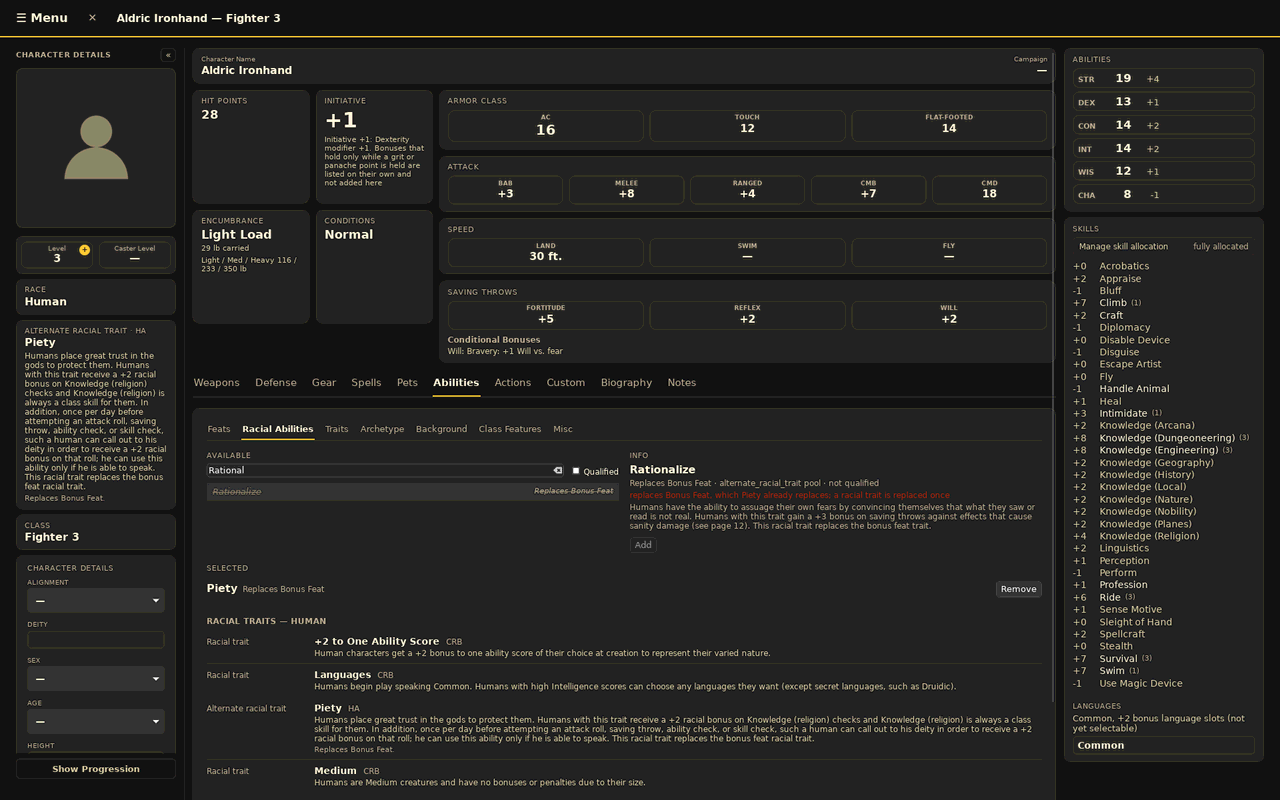 ☰ Menu
×
Aldric Ironhand — Fighter 3
CHARACTER DETAILS
«
Level
3
+
Caster Level
—
RACE
Human
ALTERNATE RACIAL TRAIT · HA
Piety
Humans place great trust in the
gods to protect them. Humans
with this trait receive a +2 racial
bonus on Knowledge (religion)
checks and Knowledge (religion) is
always a class skill for them. In
addition, once per day before
attempting an attack roll, saving
throw, ability check, or skill check,
such a human can call out to his
deity in order to receive a +2 racial
bonus on that roll; he can use this
ability only if he is able to speak.
This racial trait replaces the bonus
feat racial trait.
Replaces Bonus Feat.
CLASS
Fighter 3
CHARACTER DETAILS
ALIGNMENT
—
DEITY
SEX
—
AGE
—
HEIGHT
Show Progression
Character Name
Aldric Ironhand
Campaign
—
HIT POINTS
28
INITIATIVE
+1
Initiative +1: Dexterity
modifier +1. Bonuses that
hold only while a grit or
panache point is held are
listed on their own and
not added here
ENCUMBRANCE
Light Load
29 lb carried
Light / Med / Heavy 116 /
233 / 350 lb
CONDITIONS
Normal
ARMOR CLASS
AC
16
TOUCH
12
FLAT-FOOTED
14
ATTACK
BAB
+3
MELEE
+8
RANGED
+4
CMB
+7
CMD
18
SPEED
LAND
30 ft.
SWIM
—
FLY
—
SAVING THROWS
FORTITUDE
+5
REFLEX
+2
WILL
+2
Conditional Bonuses
Will: Bravery: +1 Will vs. fear
Weapons Defense Gear Spells Pets Abilities Actions Custom Biography Notes
Feats Racial Abilities Traits Archetype Background Class Features Misc
AVAILABLE
Rational
Qualified
Rationalize Replaces Bonus Feat
INFO
Rationalize
Replaces Bonus Feat · alternate_racial_trait pool · not qualified
replaces Bonus Feat, which Piety already replaces; a racial trait is replaced once
Humans have the ability to assuage their own fears by convincing themselves that what they saw or
read is not real. Humans with this trait gain a +3 bonus on saving throws against effects that cause
sanity damage (see page 12). This racial trait replaces the bonus feat trait.
Add
SELECTED
Piety Replaces Bonus Feat
Remove
RACIAL TRAITS — HUMAN
Racial trait
+2 to One Ability Score CRB
Human characters get a +2 bonus to one ability score of their choice at creation to represent their varied nature.
Racial trait
Languages CRB
Humans begin play speaking Common. Humans with high Intelligence scores can choose any languages they want (except secret languages, such as Druidic).
Alternate racial trait
Piety HA
Humans place great trust in the gods to protect them. Humans with this trait receive a +2 racial bonus on Knowledge (religion) checks and Knowledge (religion) is always a class
skill for them. In addition, once per day before attempting an attack roll, saving throw, ability check, or skill check, such a human can call out to his deity in order to receive a +2
racial bonus on that roll; he can use this ability only if he is able to speak. This racial trait replaces the bonus feat racial trait.
Replaces Bonus Feat.
Racial trait
Medium CRB
Humans are Medium creatures and have no bonuses or penalties due to their size.
ABILITIES
STR 19 +4
DEX 13 +1
CON 14 +2
INT 14 +2
WIS 12 +1
CHA 8 -1
SKILLS
Manage skill allocation fully allocated
+0 Acrobatics
+2 Appraise
-1 Bluff
+7 Climb (1)
+2 Craft
-1 Diplomacy
+0 Disable Device
-1 Disguise
+0 Escape Artist
+0 Fly
-1 Handle Animal
+1 Heal
+3 Intimidate (1)
+2 Knowledge (Arcana)
+8 Knowledge (Dungeoneering) (3)
+8 Knowledge (Engineering) (3)
+2 Knowledge (Geography)
+2 Knowledge (History)
+2 Knowledge (Local)
+2 Knowledge (Nature)
+2 Knowledge (Nobility)
+2 Knowledge (Planes)
+4 Knowledge (Religion)
+2 Linguistics
+1 Perception
-1 Perform
+1 Profession
+6 Ride (3)
+1 Sense Motive
+0 Sleight of Hand
+2 Spellcraft
+0 Stealth
+7 Survival (3)
+7 Swim (1)
-1 Use Magic Device
LANGUAGES
Common, +2 bonus language slots (not
yet selectable)
Common